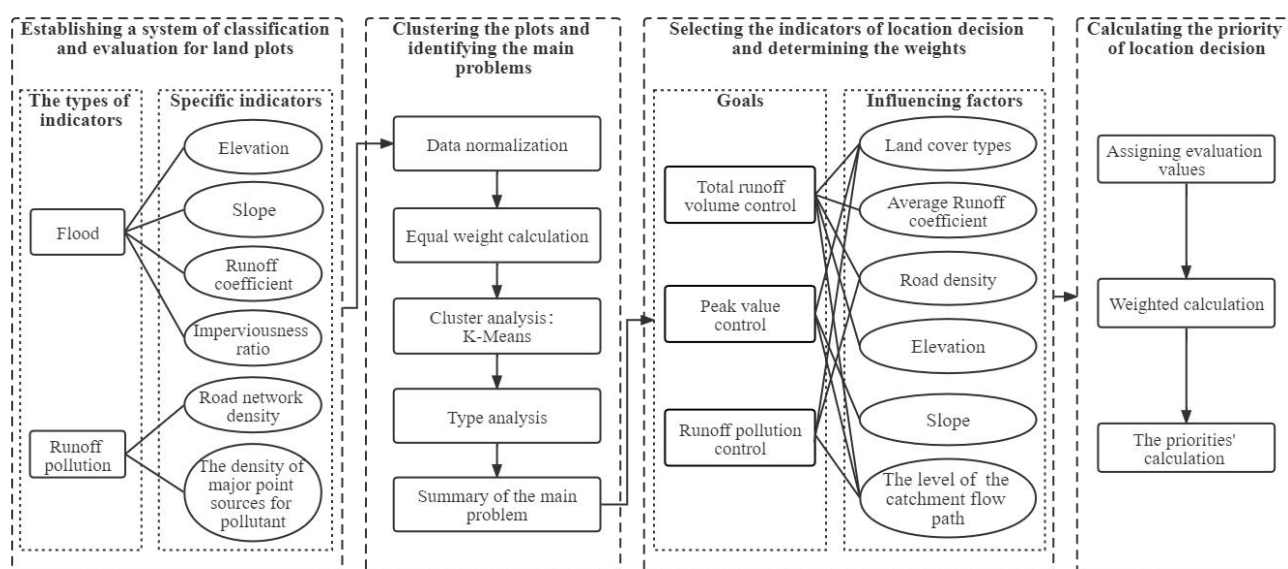 Establishing a system of classification
and evaluation for land plots
The types of
indicators
Specific indicators
Flood
Elevation
Slope
Runoff
coefficient
Imperviousness
ratio
Runoff
pollution
Road network
density
The density of
major point
sources for
pollutant
Clustering the plots and
identifying the main
problems
Data normalization
Equal weight calculation
Cluster analysis:
K-Means
Type analysis
Summary of the main
problem
Selecting the indicators of location decision
and determining the weights
Goals
Influencing factors
Total runoff
volume control
Peak value
control
Runoff pollution
control
Land cover types
Average Runoff
coefficient
Road density
Elevation
Slope
The level of the
catchment flow
path
Calculating the priority
of location decision
Assigning evaluation
values
Weighted calculation
The priorities'
calculation